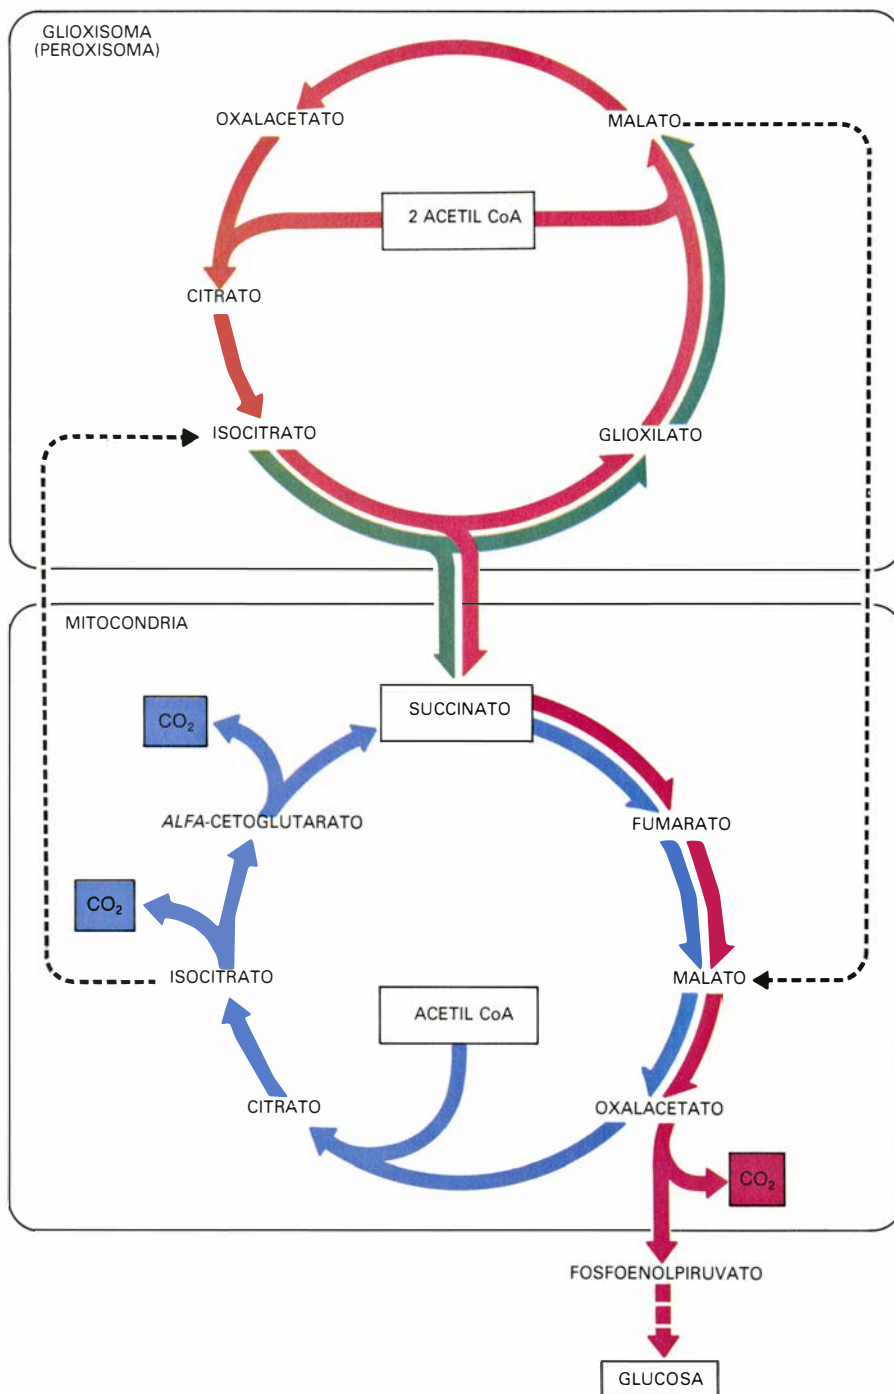 GLIOXISOMA
(PEROXISOMA)
OXALACETATO
MALATO
2 ACETIL CoA
CITRATO
ISOCITRATO
GLIOXILATO
MITOCONDRIA
SUCCINATO
CO₂
ALFA-CETOGLUTARATO
FUMARATO
CO₂
ISOCITRATO
MALATO
ACETIL CoA
CITRATO
OXALACETATO
CO₂
FOSFOENOLPIRUVATO
GLUCOSA